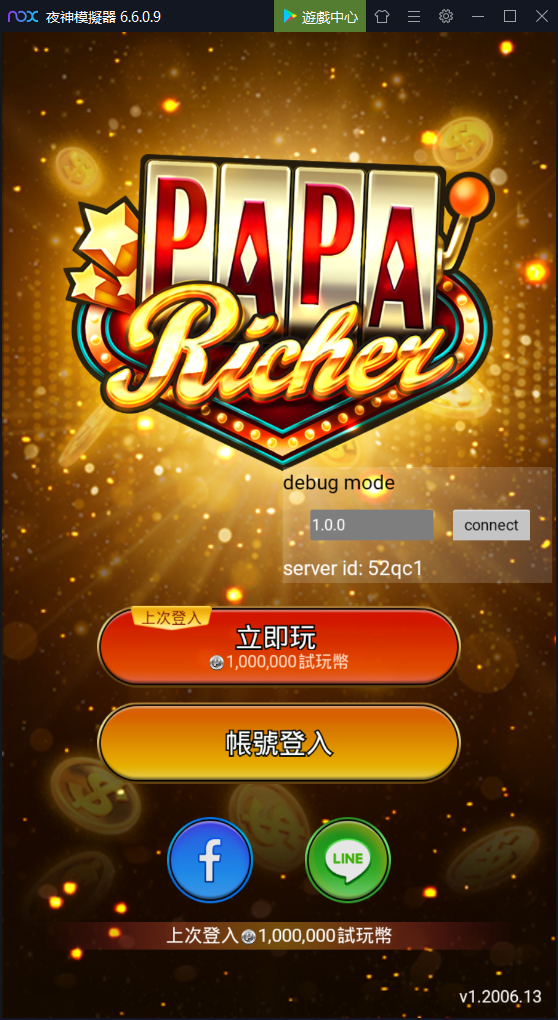 nox 夜神模擬器 6.6.0.9 遊戲中心
PAPA
Richer
debug mode
1.0.0 connect
server id: 52qc1
上次登入
立即玩
1,000,000試玩幣
帳號登入
f LINE
上次登入1,000,000試玩幣
v1.2006.13